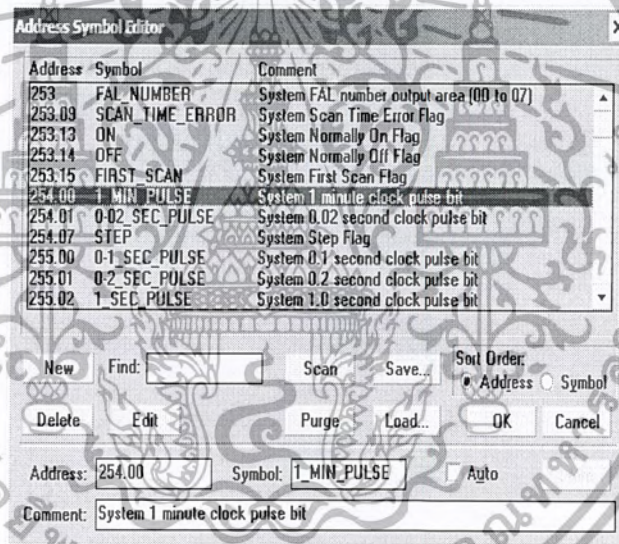 Address Symbol Editor
Address Symbol Comment
253 FAL_NUMBER System FAL number output area (00 to 07)
253.09 SCAN_TIME_ERROR System Scan Time Error Flag
253.13 ON System Normally On Flag
253.14 OFF System Normally Off Flag
253.15 FIRST_SCAN System First Scan Flag
254.00 1_MIN_PULSE System 1 minute clock pulse bit
254.01 0-02_SEC_PULSE System 0.02 second clock pulse bit
254.07 STEP System Step Flag
255.00 0-1_SEC_PULSE System 0.1 second clock pulse bit
255.01 0-2_SEC_PULSE System 0.2 second clock pulse bit
255.02 1_SEC_PULSE System 1.0 second clock pulse bit
New Find: Scan Save... Sort Order:
Address Symbol
Delete Edit Purge Load... OK Cancel
Address: 254.00 Symbol: 1_MIN_PULSE Auto
Comment: System 1 minute clock pulse bit